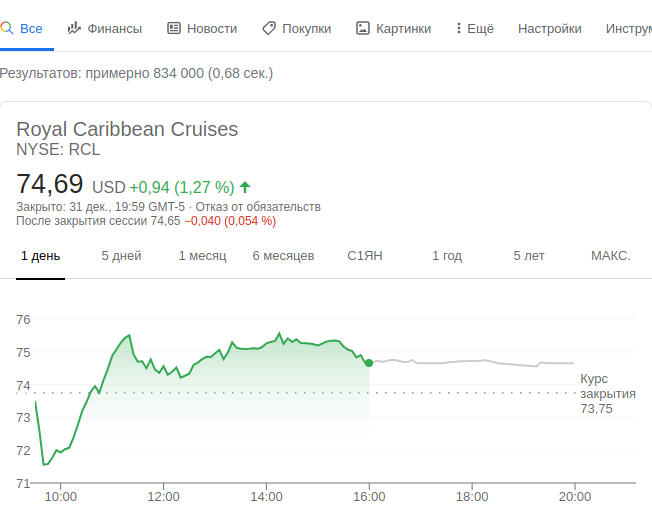 Все Финансы Новости Покупки Картинки Ещё Настройки Инструм
Результатов: примерно 834 000 (0,68 сек.)
Royal Caribbean Cruises
NYSE: RCL
74,69 USD +0,94 (1,27 %)
Закрыто: 31 дек., 19:59 GMT-5 · Отказ от обязательств
После закрытия сессии 74,65 −0,040 (0,054 %)
1 день 5 дней 1 месяц 6 месяцев С1ЯН 1 год 5 лет МАКС.
76
75
74
73
72
71
Курс
закрытия
73,75
10:00 12:00 14:00 16:00 18:00 20:00